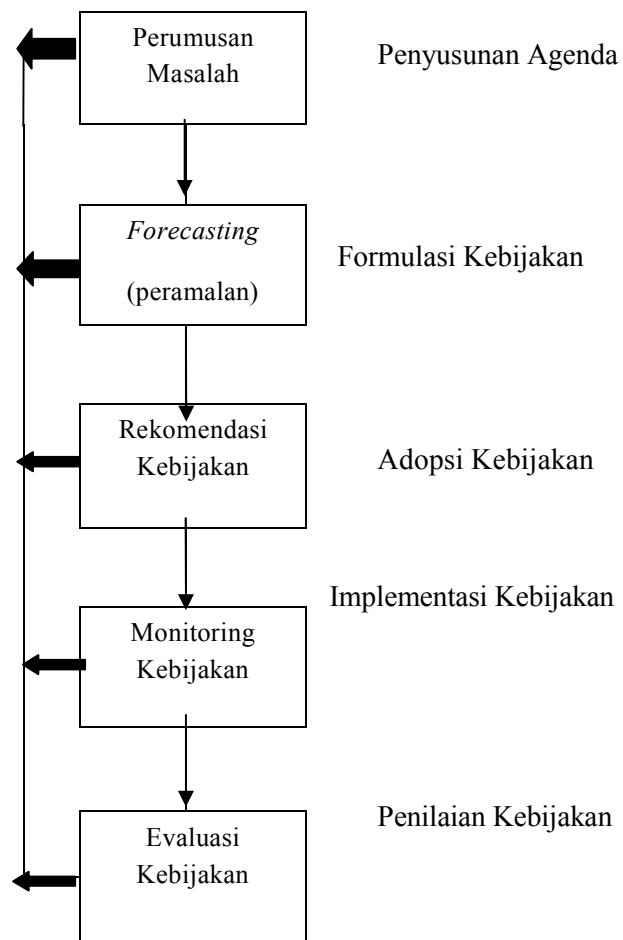 Perumusan
Masalah
Penyusunan Agenda
Forecasting
(peramalan)
Formulasi Kebijakan
Rekomendasi
Kebijakan
Adopsi Kebijakan
Implementasi Kebijakan
Monitoring
Kebijakan
Penilaian Kebijakan
Evaluasi
Kebijakan